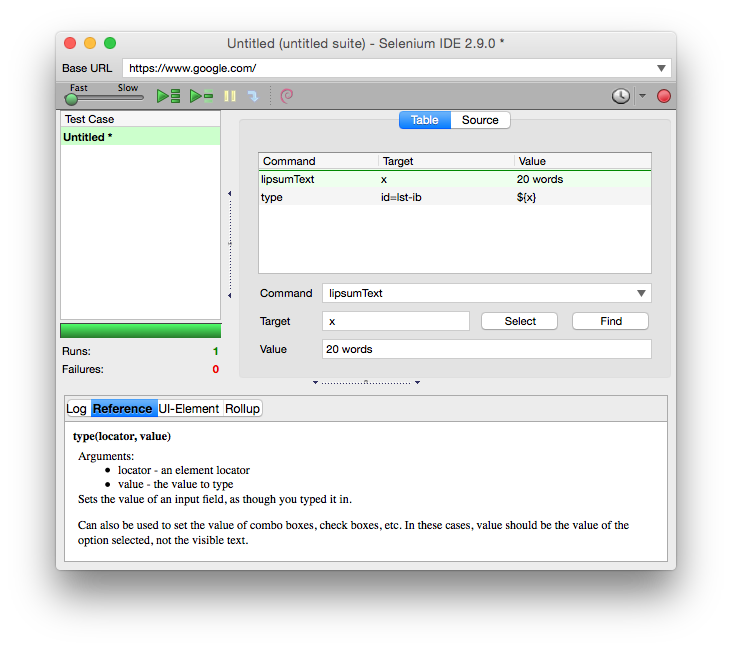 Untitled (untitled suite) - Selenium IDE 2.9.0 *
Base URL https://www.google.com/
Fast Slow
Test Case
Untitled *
Runs: 1
Failures: 0
Table Source
Command Target Value
lipsumText x 20 words
type id=lst-ib ${x}
Command lipsumText
Target x Select Find
Value 20 words
Log Reference UI-Element Rollup
type(locator, value)
Arguments:
• locator - an element locator
• value - the value to type
Sets the value of an input field, as though you typed it in.
Can also be used to set the value of combo boxes, check boxes, etc. In these cases, value should be the value of the
option selected, not the visible text.